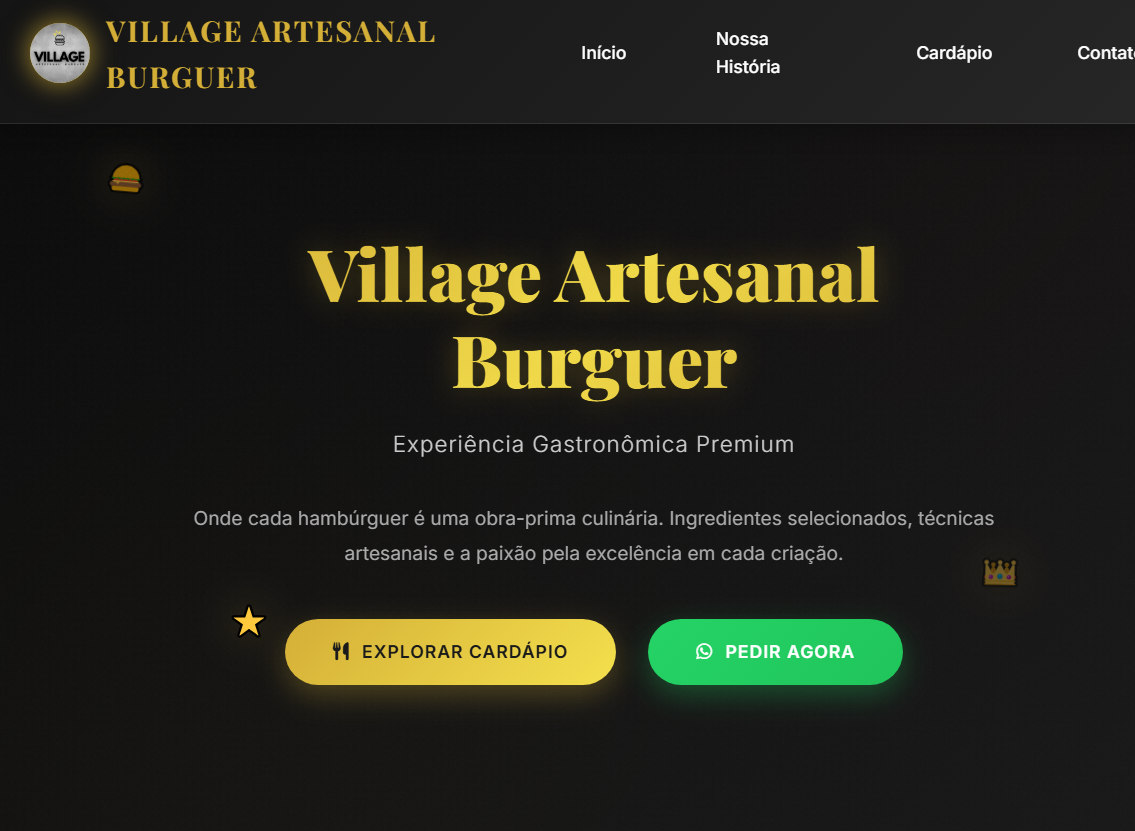 VILLAGE
VILLAGE ARTESANAL
BURGUER
Início
Nossa
História
Cardápio
Contato
Village Artesanal
Burguer
Experiência Gastronômica Premium
Onde cada hambúrguer é uma obra-prima culinária. Ingredientes selecionados, técnicas
artesanais e a paixão pela excelência em cada criação.
EXPLORAR CARDÁPIO
PEDIR AGORA